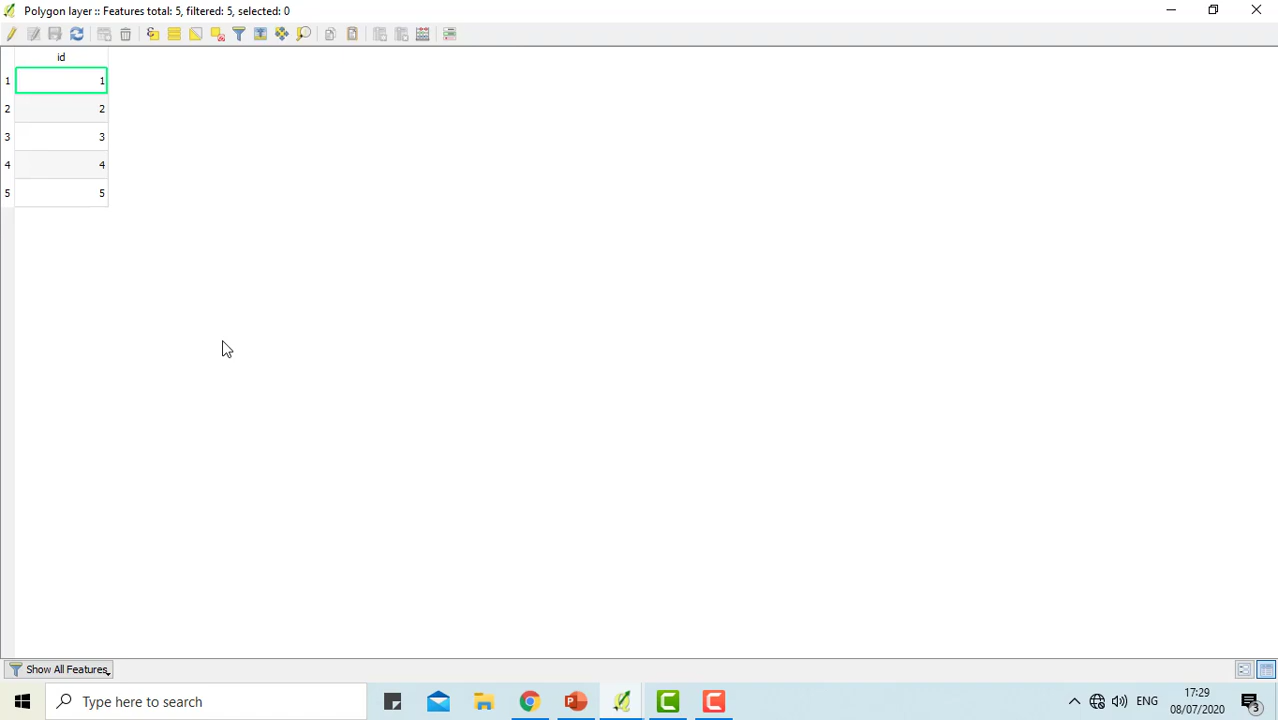 Polygon layer :: Features total: 5, filtered: 5, selected: 0
id
1 1
2 2
3 3
4 4
5 5
Show All Features
Type here to search
ENG
17:29
08/07/2020
3